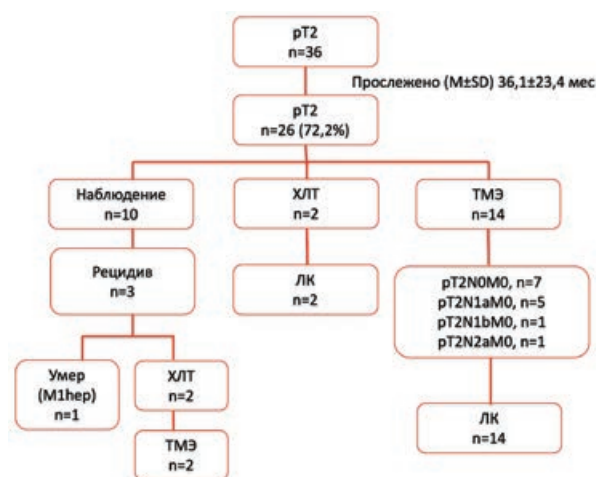 pT2
n=36
Прослежено (M±SD) 36,1±23,4 мес
pT2
n=26 (72,2%)
Наблюдение
n=10
ХЛТ
n=2
ТМЭ
n=14
Рецидив
n=3
ЛК
n=2
pT2N0M0, n=7
pT2N1aM0, n=5
pT2N1bM0, n=1
pT2N2aM0, n=1
Умер
(M1hep)
n=1
ХЛТ
n=2
ЛК
n=14
ТМЭ
n=2